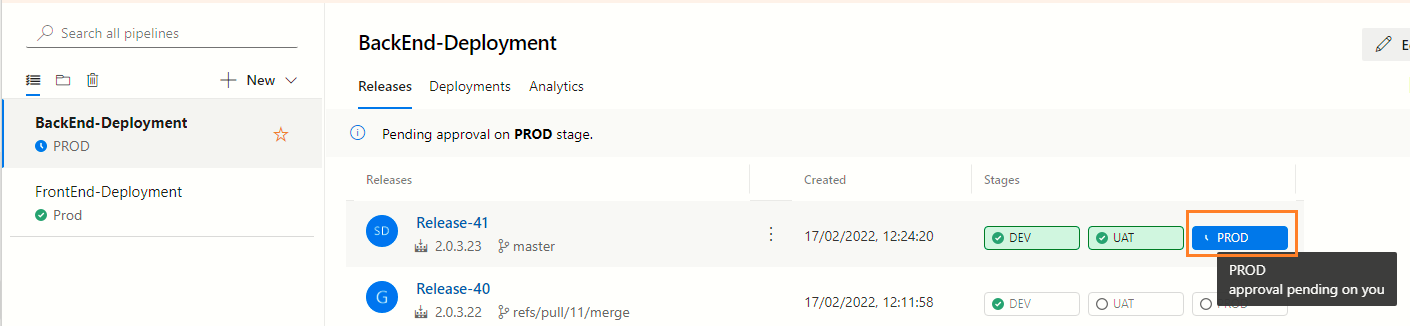 Search all pipelines
New
BackEnd-Deployment
PROD
FrontEnd-Deployment
Prod
BackEnd-Deployment
Releases Deployments Analytics
Pending approval on PROD stage.
Releases Created Stages
SD Release-41
2.0.3.23 master
17/02/2022, 12:24:20 DEV UAT PROD
PROD
approval pending on you
G Release-40
2.0.3.22 refs/pull/11/merge
17/02/2022, 12:11:58 DEV UAT